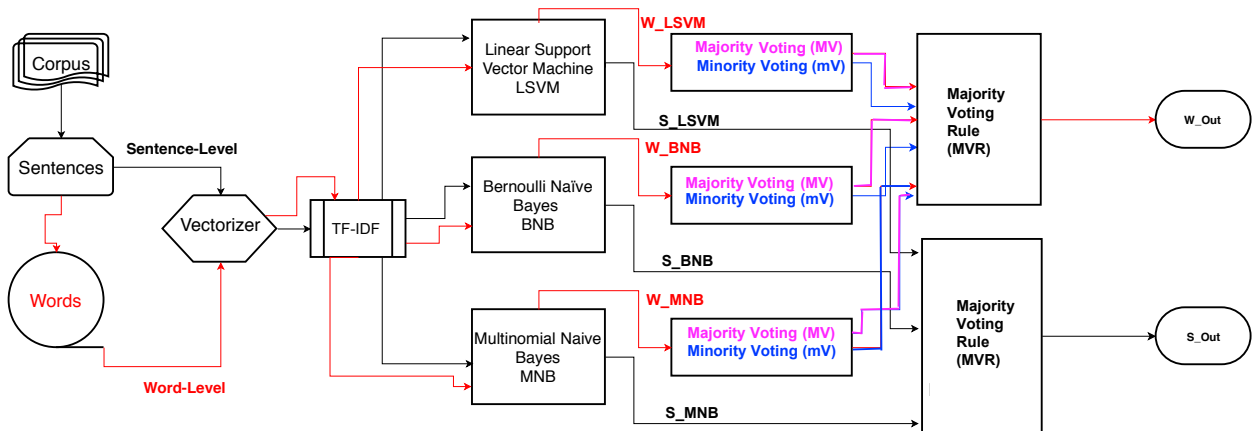 Corpus
Sentences
Sentence-Level
Words
Word-Level
Vectorizer
TF-IDF
Linear Support
Vector Machine
LSVM
Bernoulli Naïve
Bayes
BNB
Multinomial Naive
Bayes
MNB
W_LSVM
Majority Voting (MV)
Minority Voting (mV)
S_LSVM
W_BNB
Majority Voting (MV)
Minority Voting (mV)
S_BNB
W_MNB
Majority Voting (MV)
Minority Voting (mV)
S_MNB
Majority
Voting
Rule
(MVR)
Majority
Voting
Rule
(MVR)
W_Out
S_Out